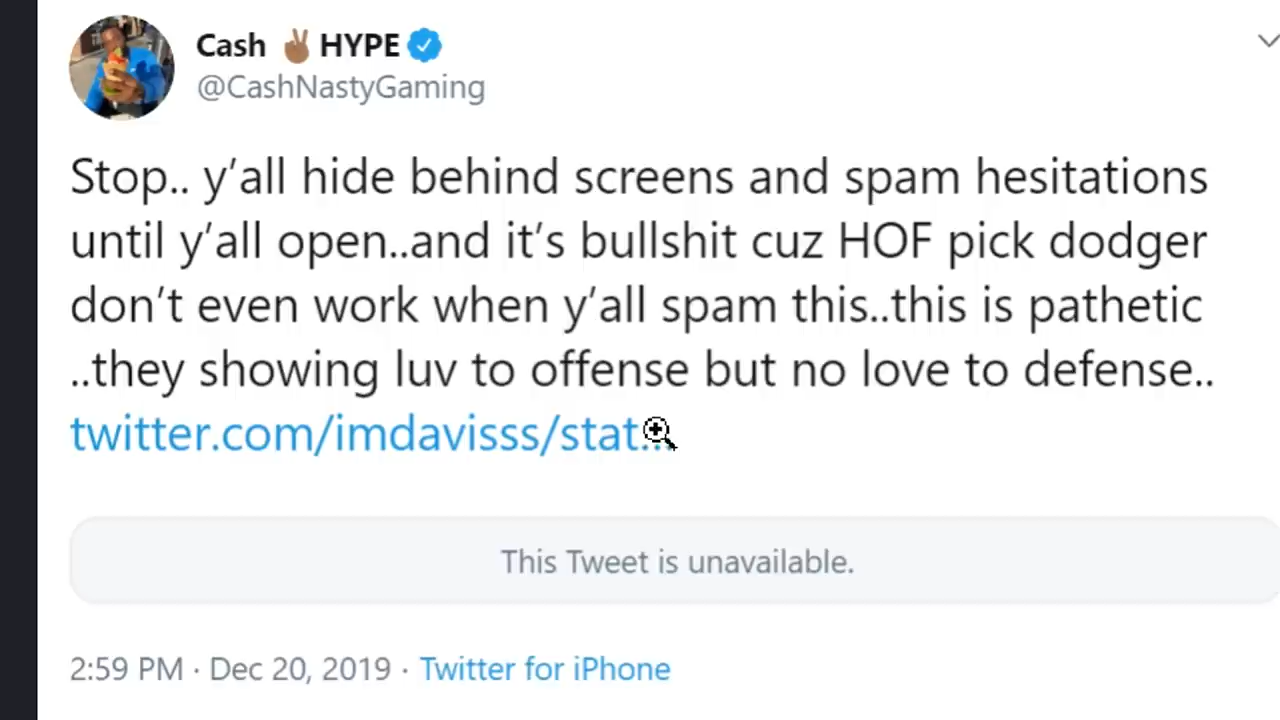 Cash ✌🏾 HYPE
@CashNastyGaming
Stop.. y’all hide behind screens and spam hesitations
until y’all open..and it’s bullshit cuz HOF pick dodger
don’t even work when y’all spam this..this is pathetic
..they showing luv to offense but no love to defense..
twitter.com/imdavisss/stat...
This Tweet is unavailable.
2:59 PM · Dec 20, 2019 · Twitter for iPhone